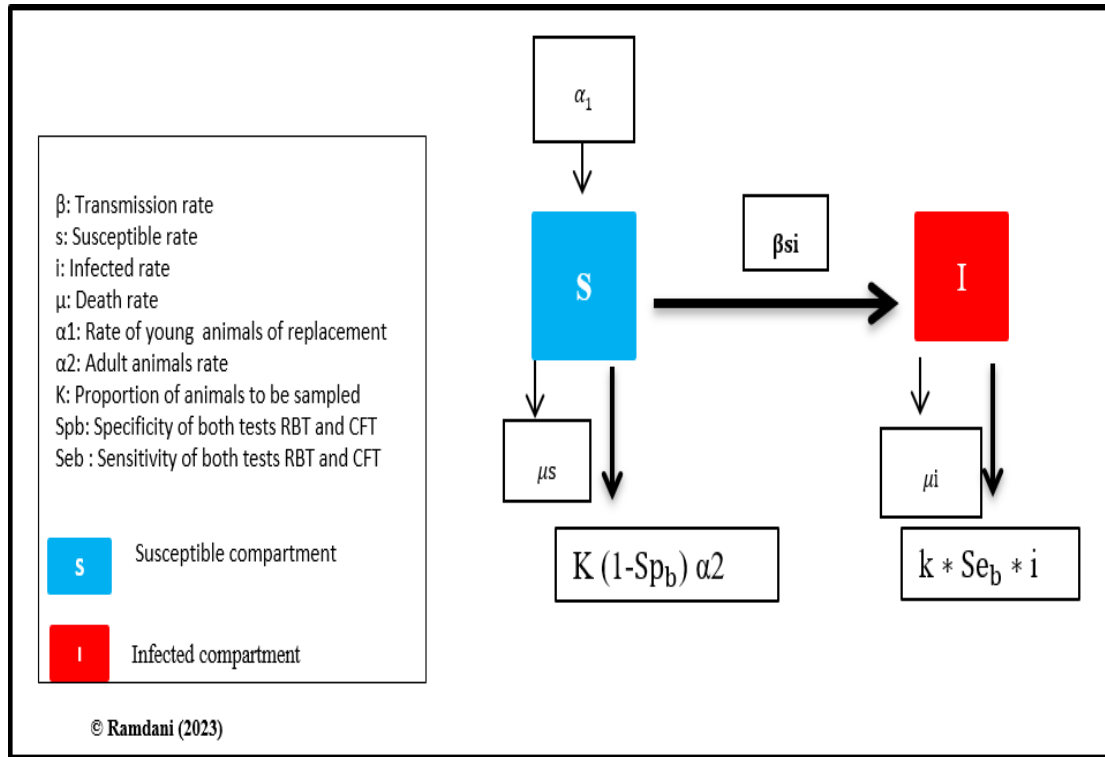 α₁
β: Transmission rate
s: Susceptible rate
i: Infected rate
μ: Death rate
α1: Rate of young animals of replacement
α2: Adult animals rate
K: Proportion of animals to be sampled
Spb: Specificity of both tests RBT and CFT
Seb : Sensitivity of both tests RBT and CFT
S
Susceptible compartment
I
Infected compartment
© Ramdani (2023)
S
βsi
I
μs
μi
K (1-Sp_b) α2
k * Se_b * i